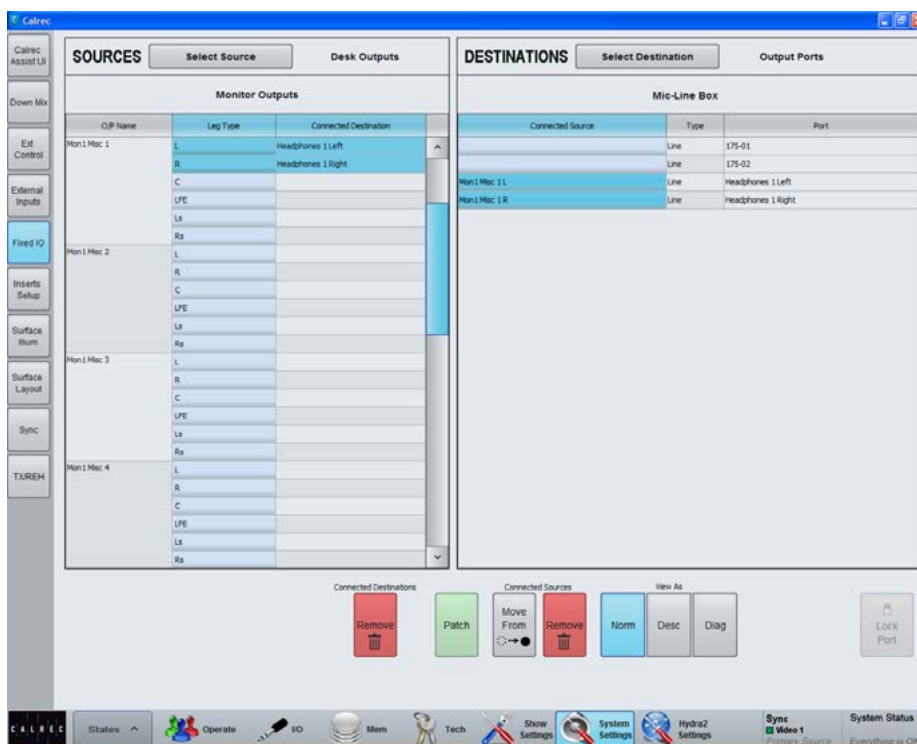 Calrec
Calrec
Assist UI
Down Mix
Ext
Control
External
Inputs
Fixed IO
Inserts
Setup
Surface
Illum
Surface
Layout
Sync
TX/REH
SOURCES Select Source Desk Outputs
Monitor Outputs
O/P Name Leg Type Connected Destination
Mon1 Misc 1 L Headphones 1 Left
R Headphones 1 Right
C
LFE
Ls
Rs
Mon1 Misc 2 L
R
C
LFE
Ls
Rs
Mon1 Misc 3 L
R
C
LFE
Ls
Rs
Mon1 Misc 4 L
R
C
LFE
Ls
Rs
DESTINATIONS Select Destination Output Ports
Mic-Line Box
Connected Source Type Port
Line 175-01
Line 175-02
Mon1 Misc 1 L Line Headphones 1 Left
Mon1 Misc 1 R Line Headphones 1 Right
Connected Destinations Connected Sources View As
Remove
Patch
Move
From
Remove
Norm
Desc
Diag
Lock
Port
CALREC
States
Operate
I/O
Mem
Tech
Show
Settings
System
Settings
Hydra2
Settings
Sync
Video 1
Primary Source
System Status
Everything is